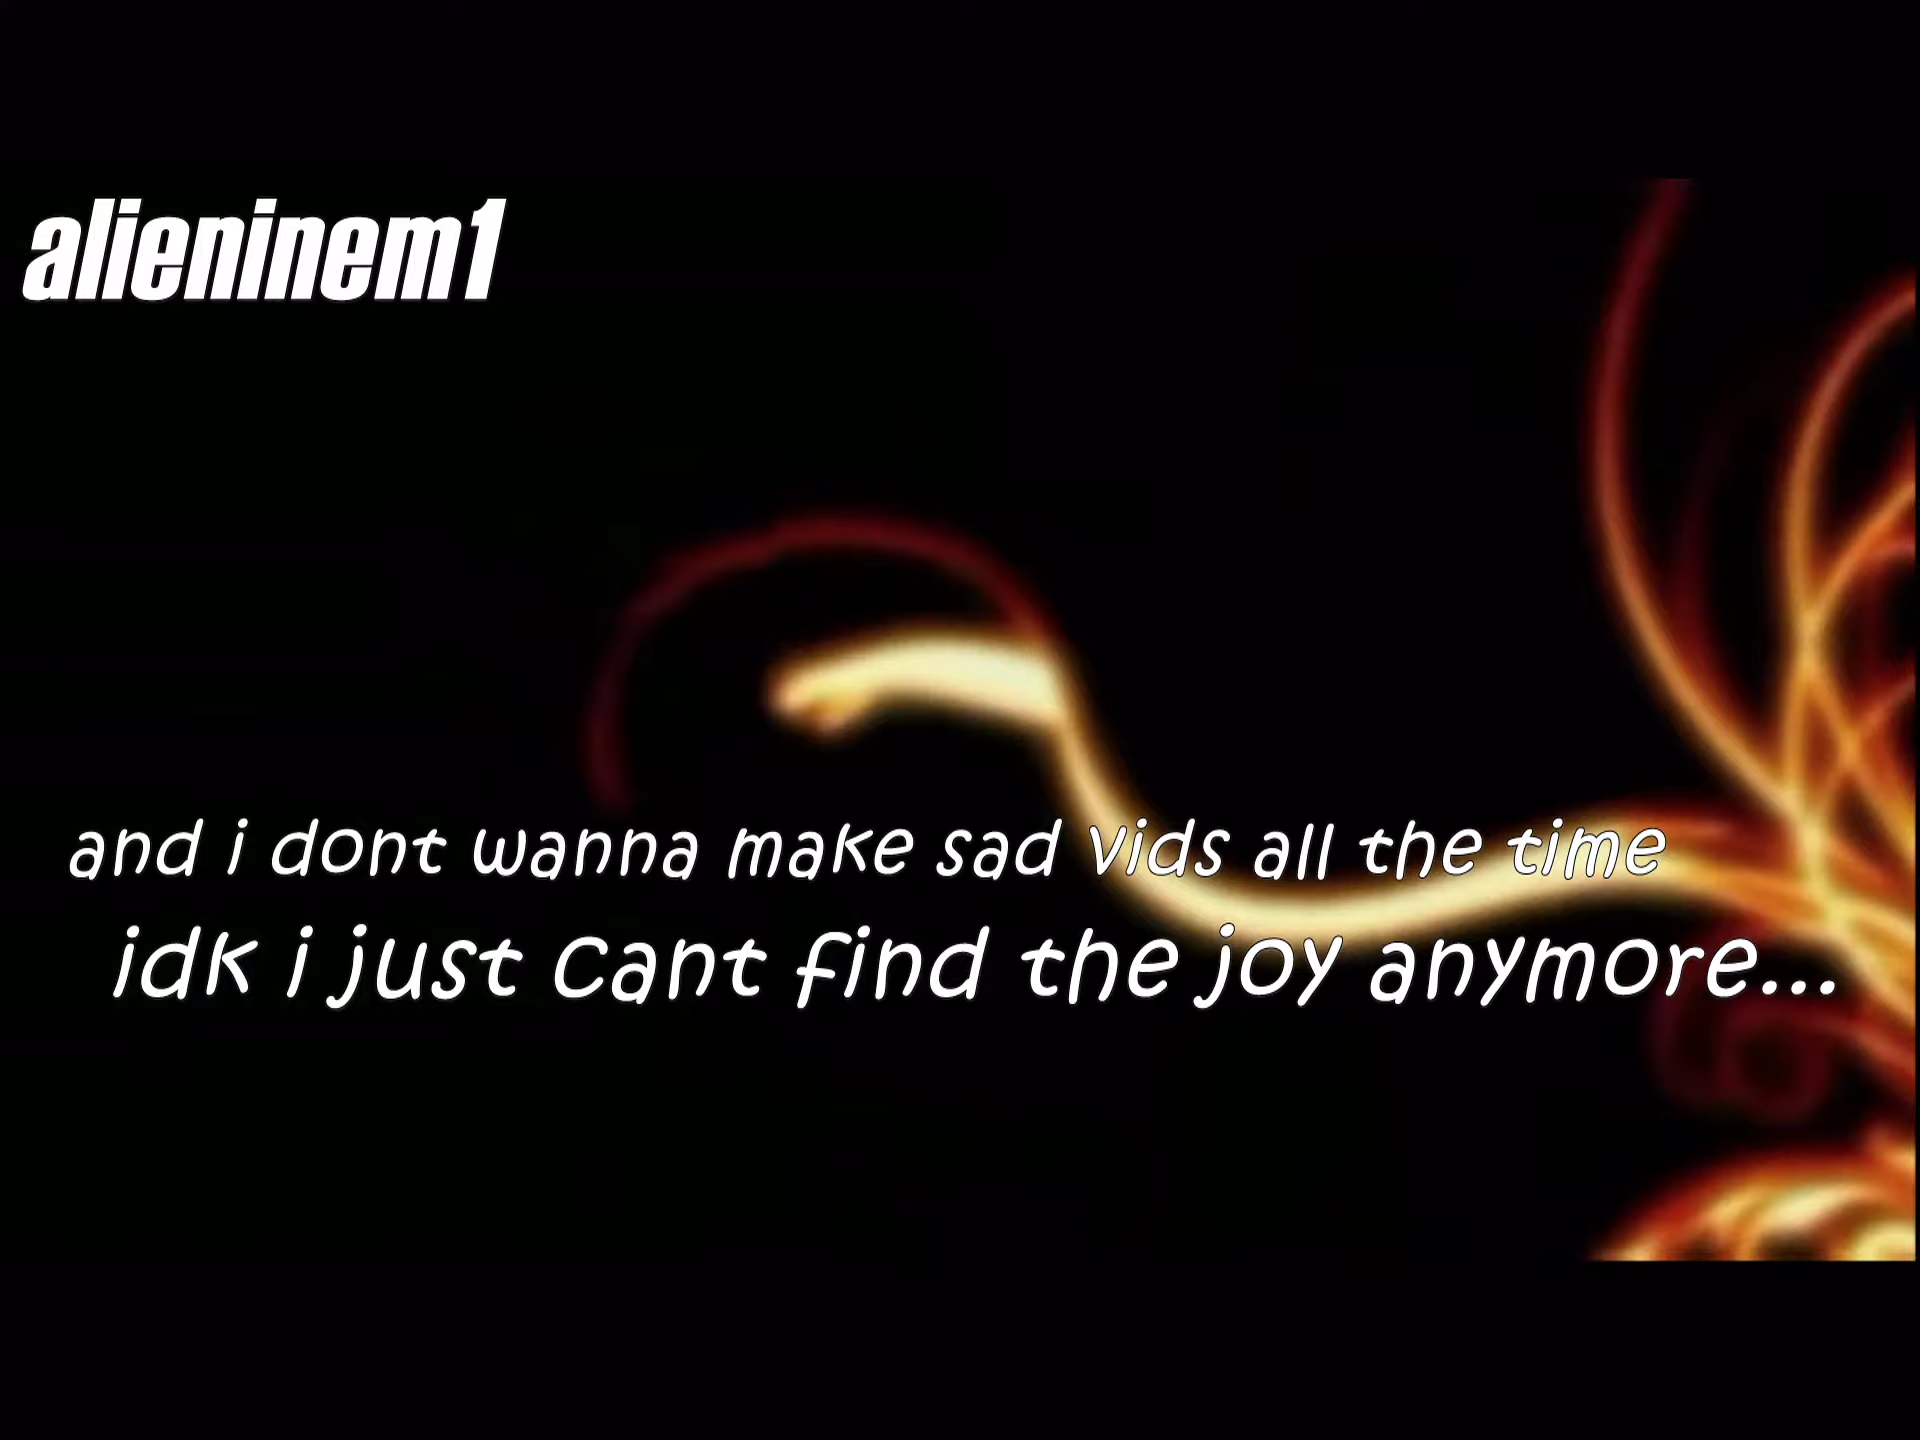 alieninem1
and i dont wanna make sad vids all the time
idk i just cant find the joy anymore...